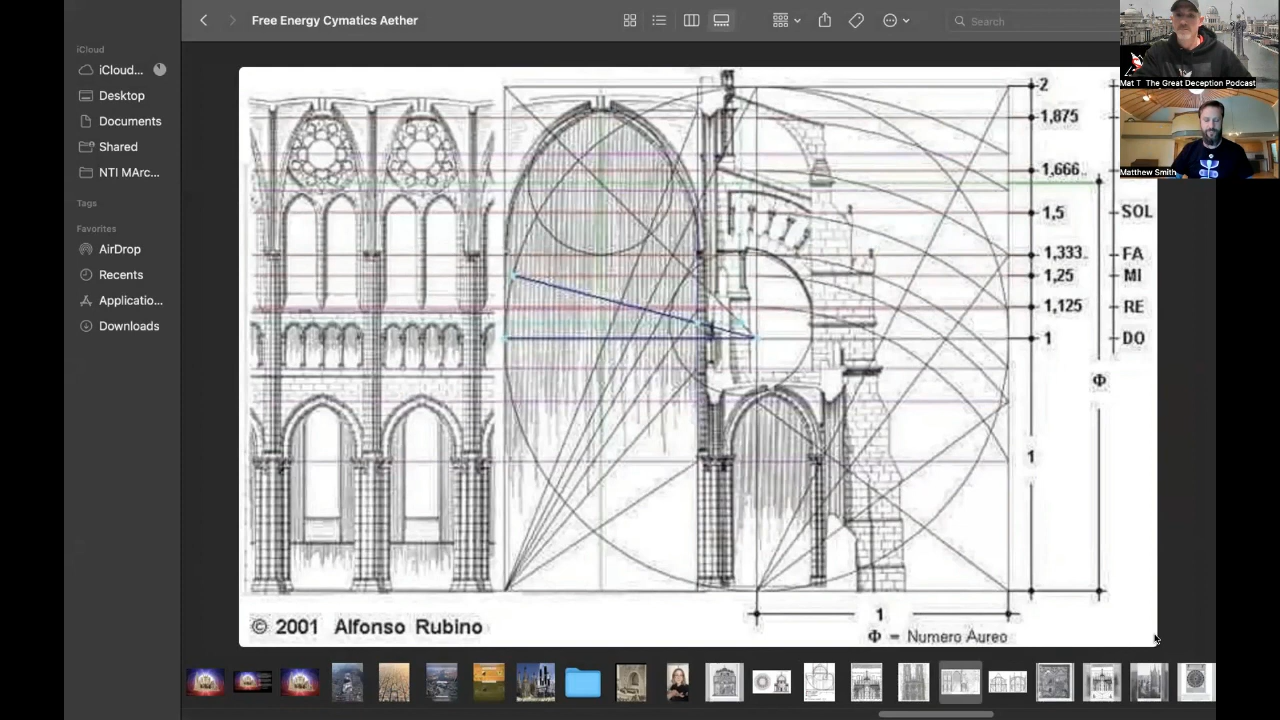 Free Energy Cymatics Aether
Search
iCloud
iCloud...
Desktop
Documents
Shared
NTI MArc...
Tags
Favorites
AirDrop
Recents
Applicatio...
Downloads
Mat T The Great Deception Podcast
Matthew Smith
2
1,875
1,666..
1,5 SOL
1,333.. FA
1,25 MI
1,125 RE
1 DO
Φ
1
1
© 2001 Alfonso Rubino
Φ = Numero Aureo